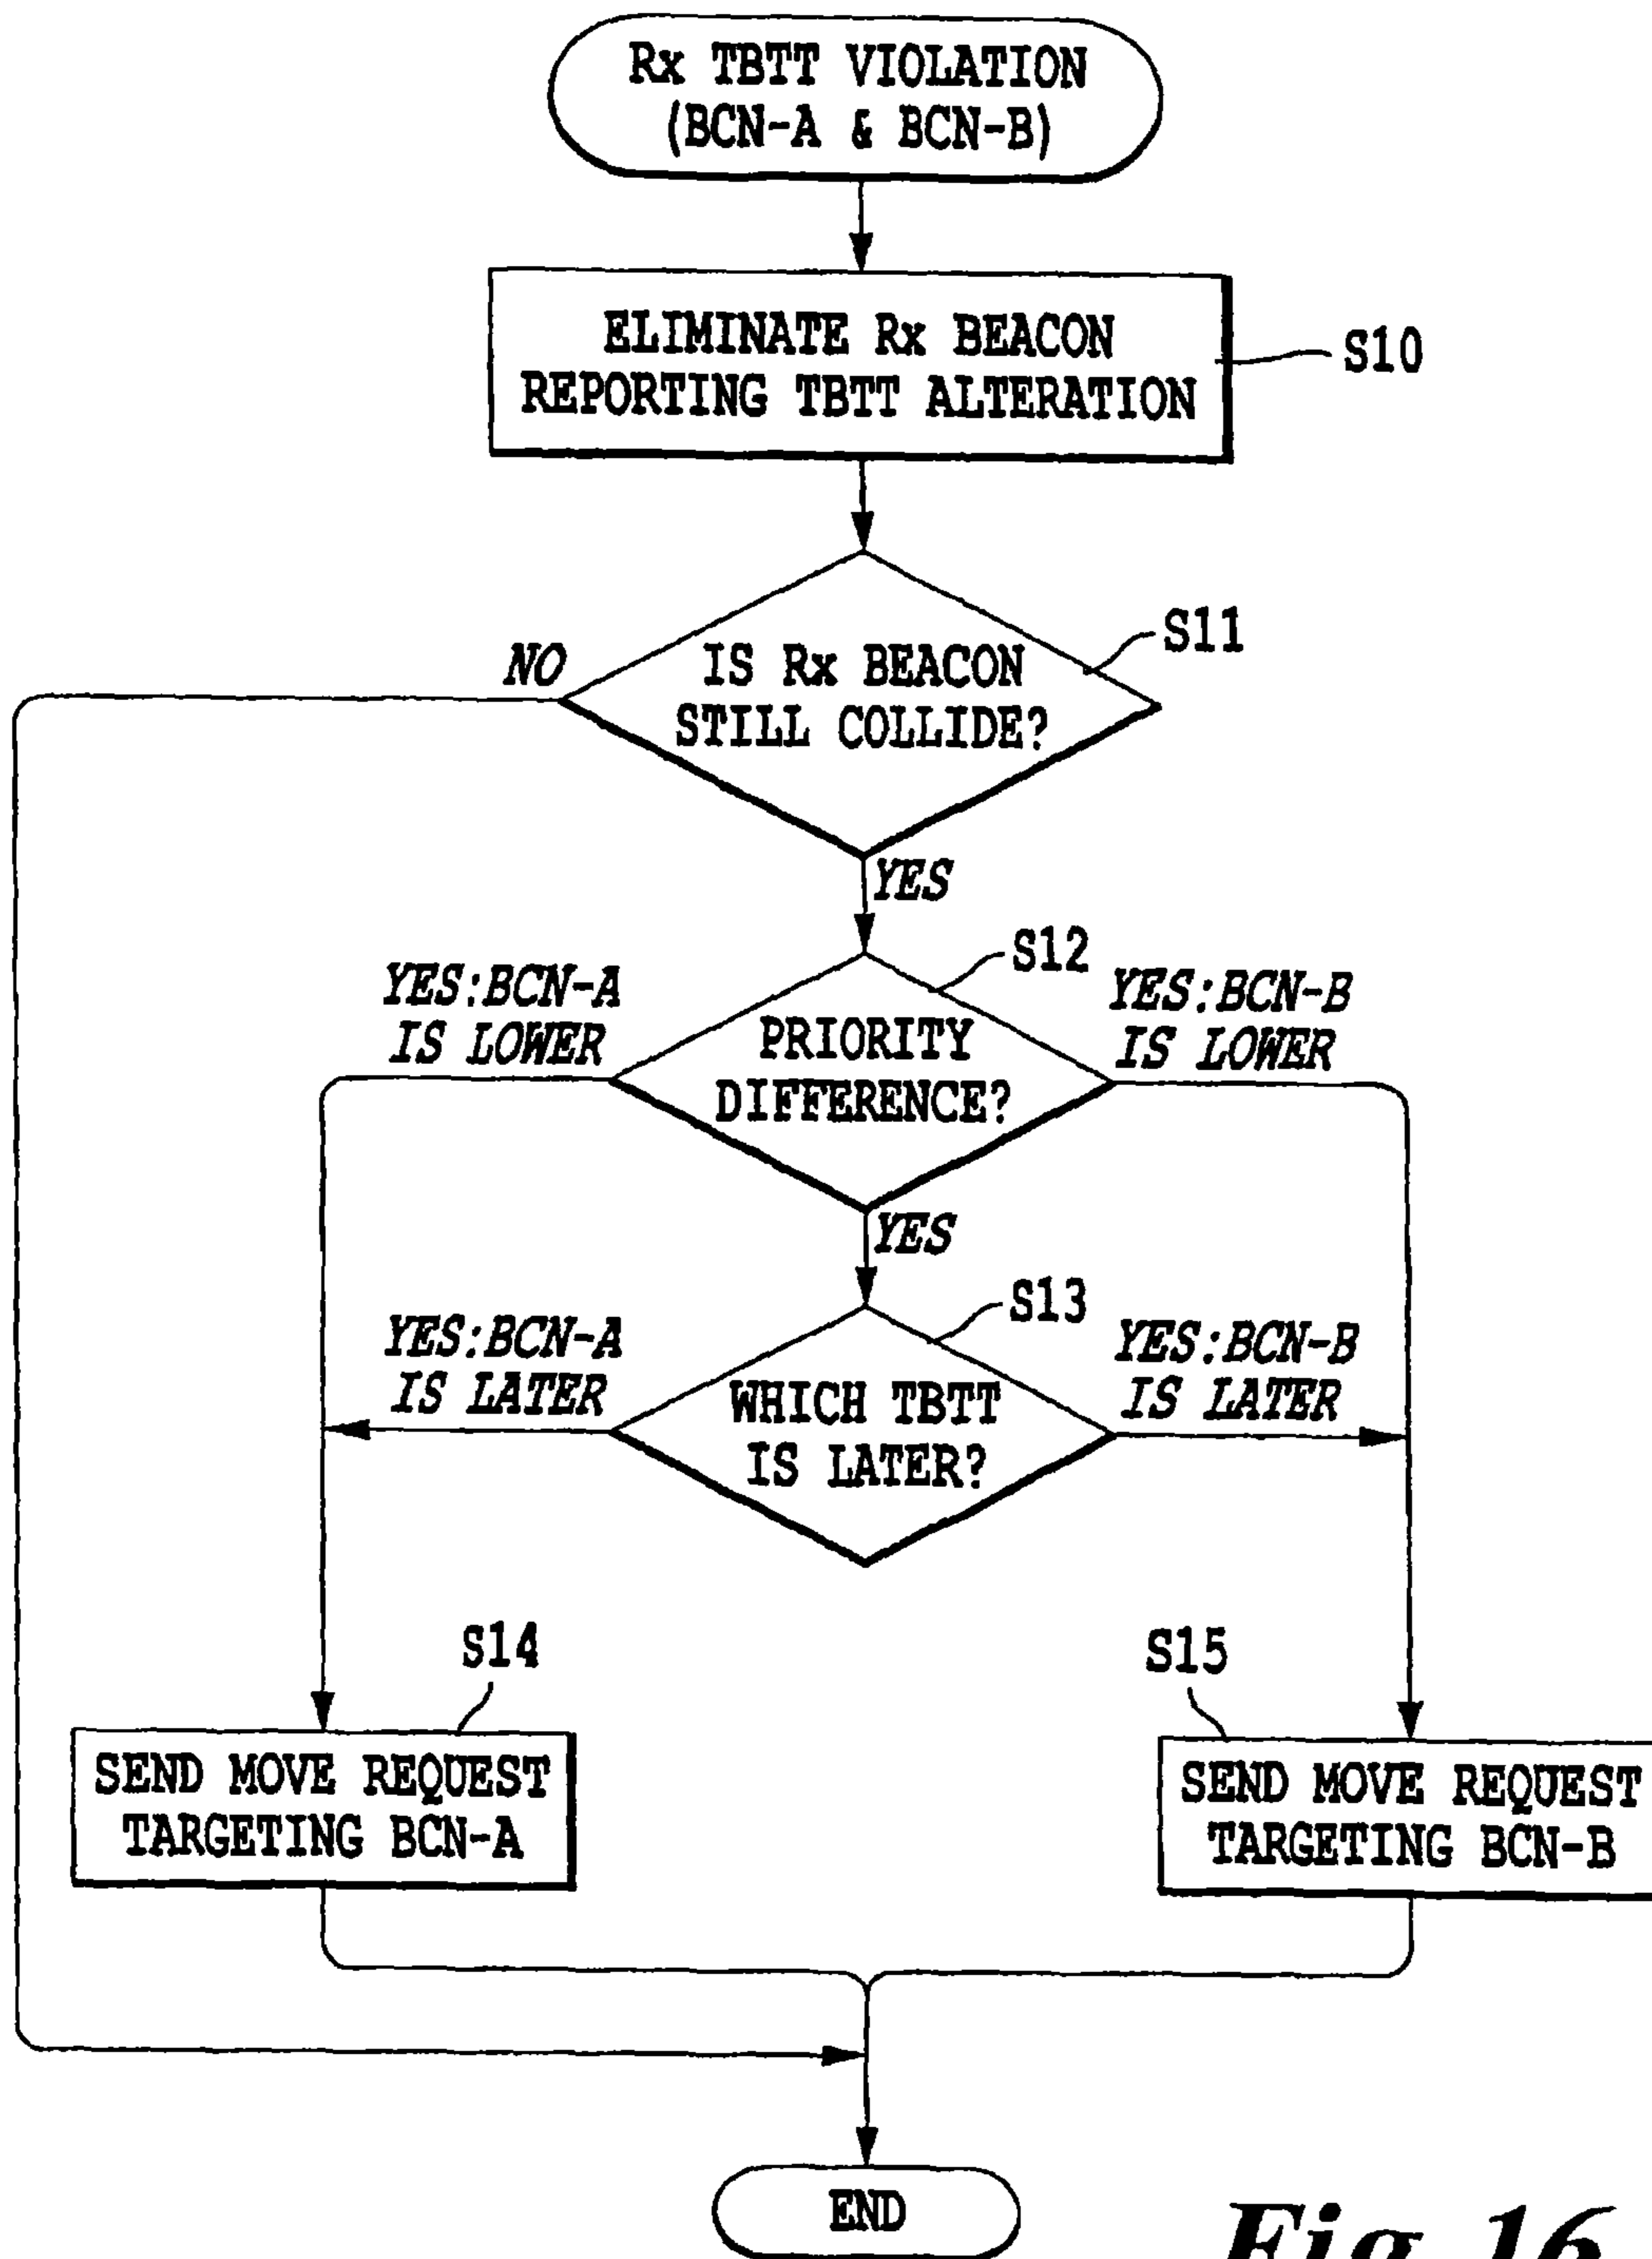 Rx TBTT VIOLATION
(BCN-A & BCN-B)
ELIMINATE Rx BEACON
REPORTING TBTT ALTERATION
S10
IS Rx BEACON
STILL COLLIDE?
S11
NO
YES
S12
YES:BCN-A
IS LOWER
PRIORITY
DIFFERENCE?
YES:BCN-B
IS LOWER
YES
S13
YES:BCN-A
IS LATER
WHICH TBTT
IS LATER?
YES:BCN-B
IS LATER
S14
SEND MOVE REQUEST
TARGETING BCN-A
S15
SEND MOVE REQUEST
TARGETING BCN-B
END
Fig. 16